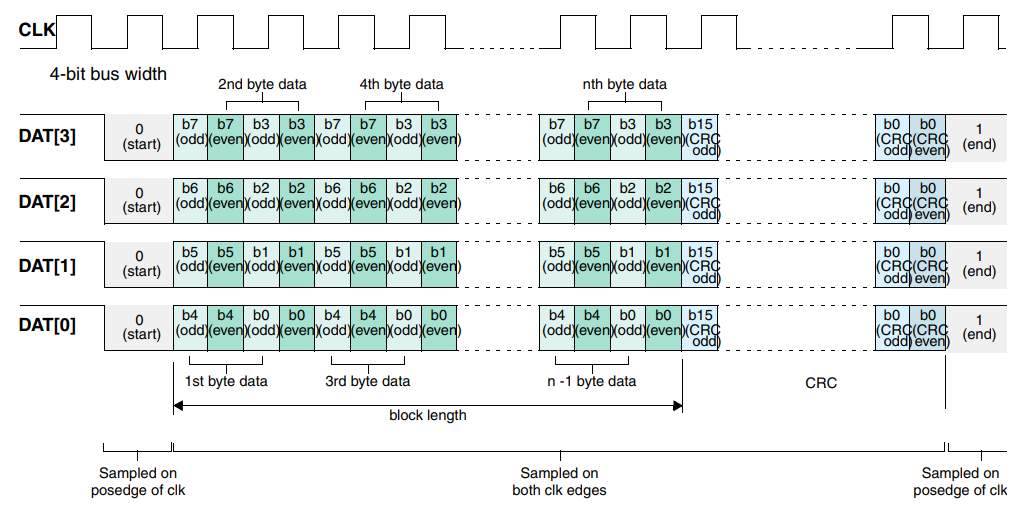 CLK
4-bit bus width
2nd byte data 4th byte data nth byte data
DAT[3] 0 (start) b7 (odd) b7 (even) b3 (odd) b3 (even) b7 (odd) b7 (even) b3 (odd) b3 (even) b7 (odd) b7 (even) b3 (odd) b3 (even) b15 (CRC odd) b0 (CRC odd) b0 (CRC even) 1 (end)
DAT[2] 0 (start) b6 (odd) b6 (even) b2 (odd) b2 (even) b6 (odd) b6 (even) b2 (odd) b2 (even) b6 (odd) b6 (even) b2 (odd) b2 (even) b15 (CRC odd) b0 (CRC odd) b0 (CRC even) 1 (end)
DAT[1] 0 (start) b5 (odd) b5 (even) b1 (odd) b1 (even) b5 (odd) b5 (even) b1 (odd) b1 (even) b5 (odd) b5 (even) b1 (odd) b1 (even) b15 (CRC odd) b0 (CRC odd) b0 (CRC even) 1 (end)
DAT[0] 0 (start) b4 (odd) b4 (even) b0 (odd) b0 (even) b4 (odd) b4 (even) b0 (odd) b0 (even) b4 (odd) b4 (even) b0 (odd) b0 (even) b15 (CRC odd) b0 (CRC odd) b0 (CRC even) 1 (end)
1st byte data 3rd byte data n -1 byte data CRC
block length
Sampled on
posedge of clk
Sampled on
both clk edges
Sampled on
posedge of clk